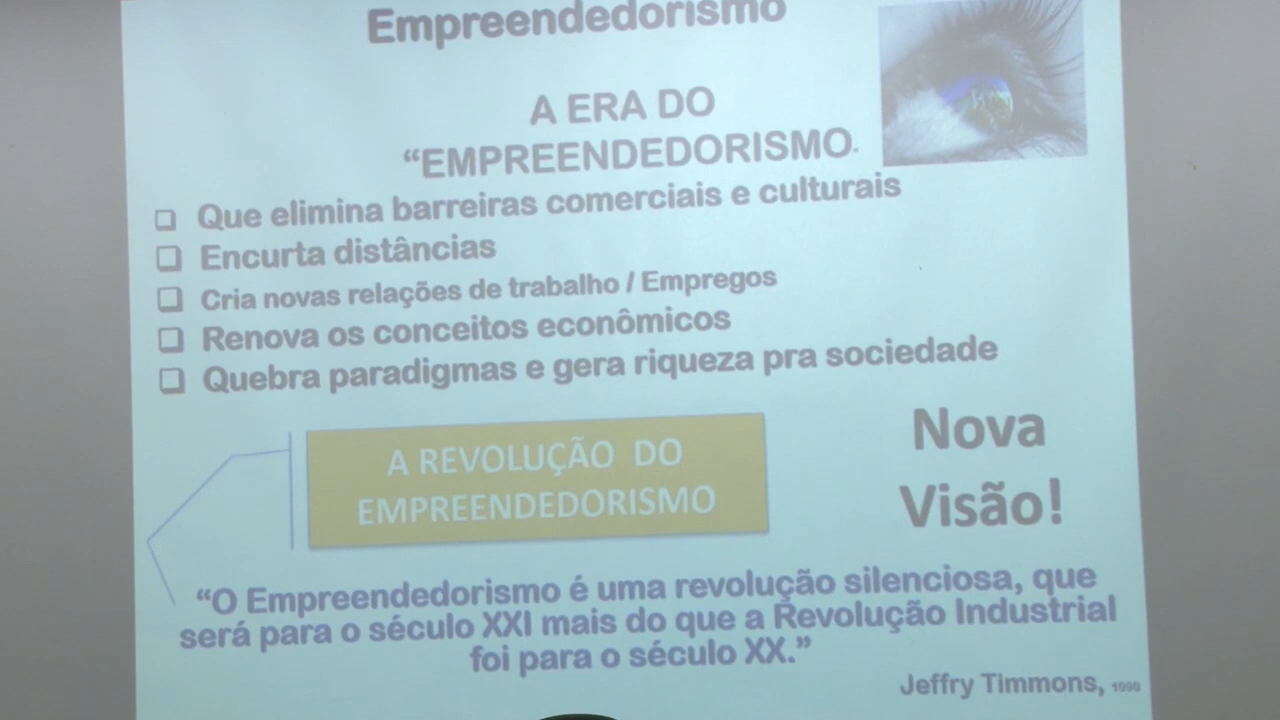 Empreendedorismo
A ERA DO
“EMPREENDEDORISMO.
Que elimina barreiras comerciais e culturais
Encurta distâncias
Cria novas relações de trabalho / Empregos
Renova os conceitos econômicos
Quebra paradigmas e gera riqueza pra sociedade
A REVOLUÇÃO DO
EMPREENDEDORISMO
Nova
Visão!
“O Empreendedorismo é uma revolução silenciosa, que
será para o século XXI mais do que a Revolução Industrial
foi para o século XX.”
Jeffry Timmons, 1990